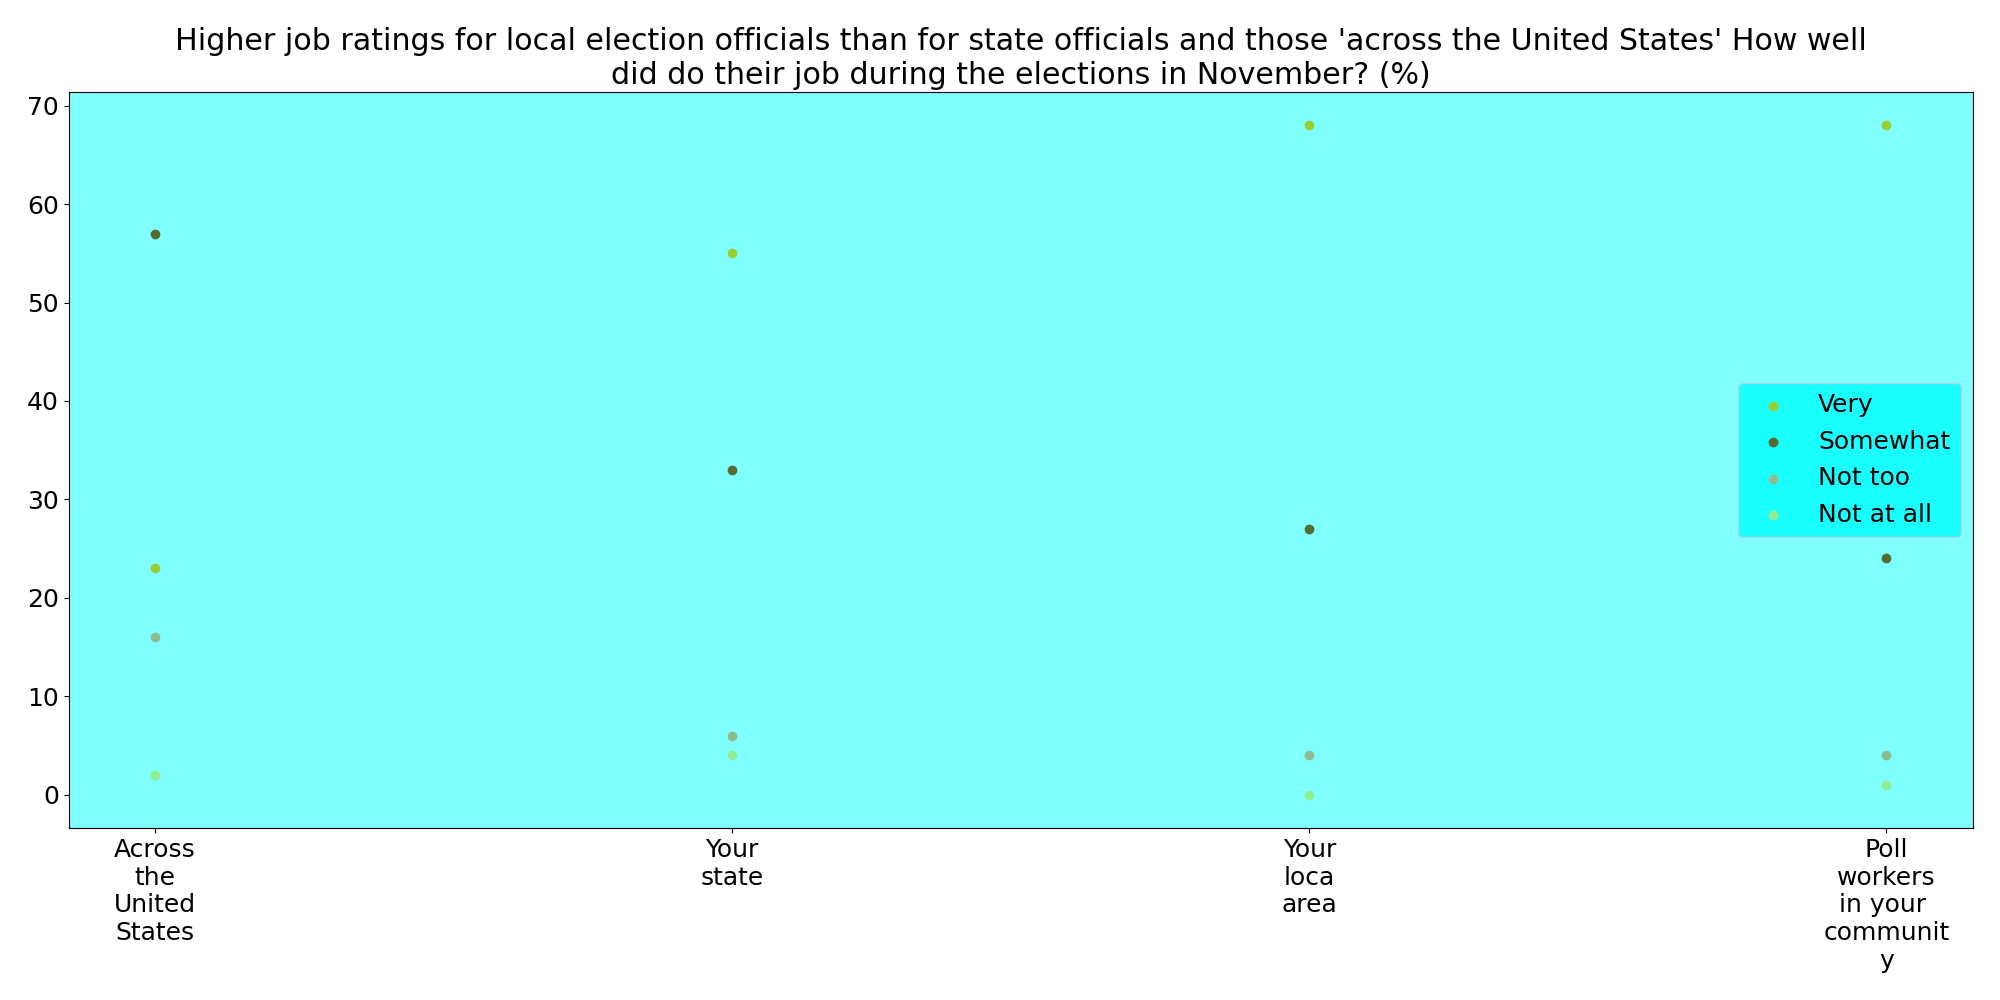 Higher job ratings for local election officials than for state officials and those 'across the United States' How well
did do their job during the elections in November? (%)
70
60
50
40
30
20
10
0
Very
Somewhat
Not too
Not at all
Across
the
United
States
Your
state
Your
loca
area
Poll
workers
in your
communit
y